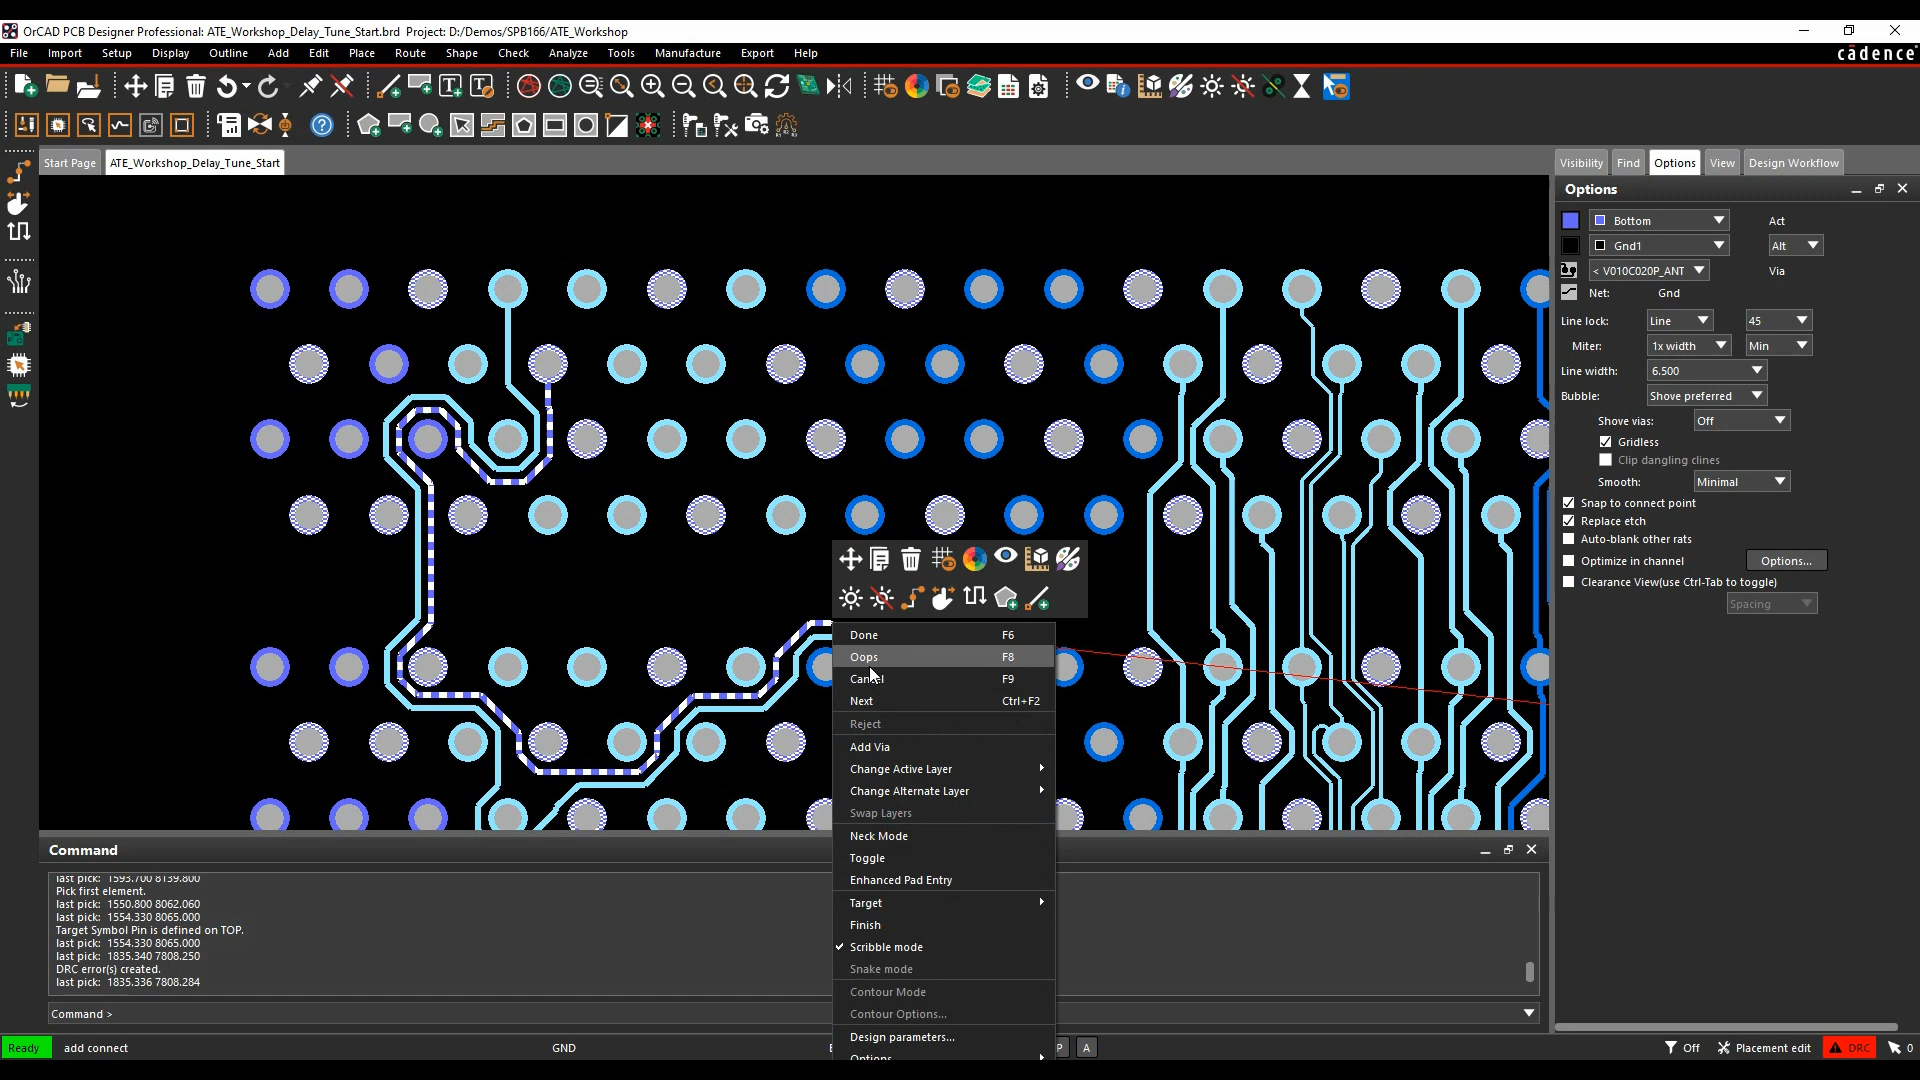 OrCAD PCB Designer Professional: ATE_Workshop_Delay_Tune_Start.brd  Project: D:/Demos/SPB166/ATE_Workshop
File Import Setup Display Outline Add Edit Place Route Shape Check Analyze Tools Manufacture Export Help
cādence
Start Page ATE_Workshop_Delay_Tune_Start
Visibility Find Options View Design Workflow
Options
Bottom Act
Gnd1 Alt
< V010C020P_ANT Via
Net: Gnd
Line lock: Line 45
Miter: 1x width Min
Line width: 6.500
Bubble: Shove preferred
Shove vias: Off
Gridless
Clip dangling clines
Smooth: Minimal
Snap to connect point
Replace etch
Auto-blank other rats
Optimize in channel Options...
Clearance View(use Ctrl-Tab to toggle)
Spacing
Done F6
Oops F8
Cancel F9
Next Ctrl+F2
Reject
Add Via
Change Active Layer
Change Alternate Layer
Swap Layers
Neck Mode
Toggle
Enhanced Pad Entry
Target
Finish
Scribble mode
Snake mode
Contour Mode
Contour Options...
Design parameters...
Options
Command
last pick:  1593.700 8139.800
Pick first element.
last pick:  1550.800 8062.060
last pick:  1554.330 8065.000
Target Symbol Pin is defined on TOP.
last pick:  1554.330 8065.000
last pick:  1835.340 7808.250
DRC error(s) created.
last pick:  1835.336 7808.284
Command >
Ready add connect GND P A Off Placement edit DRC 0